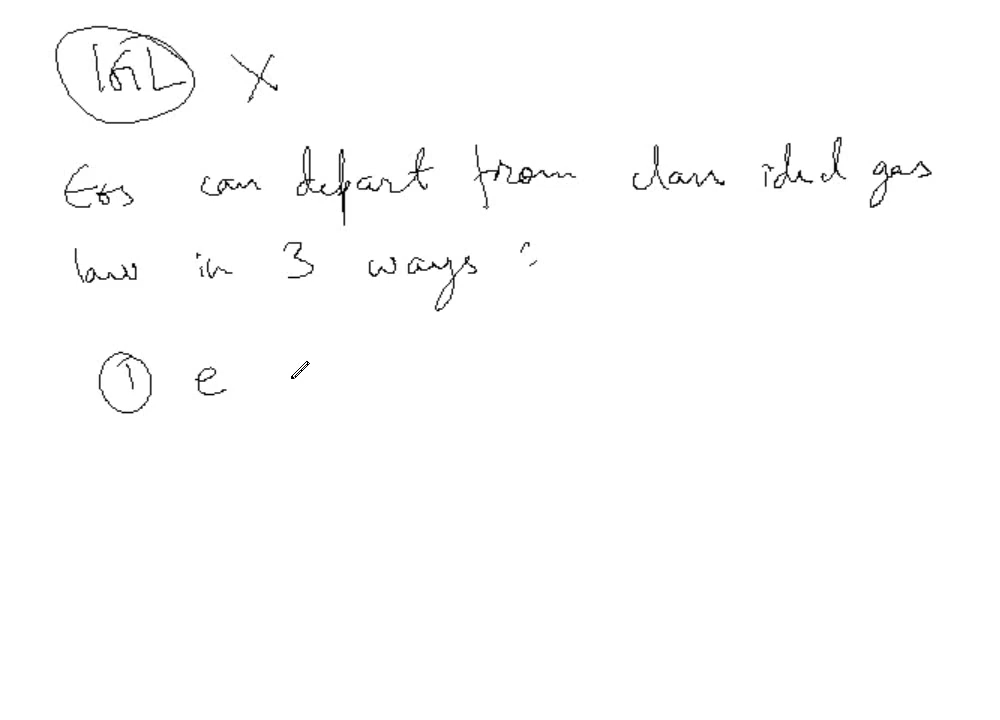 IGL X
EoS can depart from class ideal gas
law in 3 ways :
① e